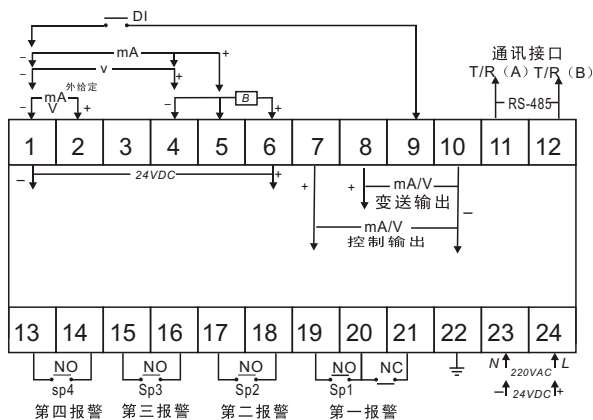 DI
− mA +
− v +
外给定
− mA +
V
− B +
1 2 3 4 5 6 7 8 9 10 11 12
通讯接口
T/R（A） T/R（B）
RS-485
− 24VDC +
+ + mA/V
变送输出
−
mA/V
控制输出
13 14 15 16 17 18 19 20 21 22 23 24
NO NO NO NO NC
sp4 Sp3 Sp2 Sp1
第四报警 第三报警 第二报警 第一报警
N 220VAC L
− 24VDC +